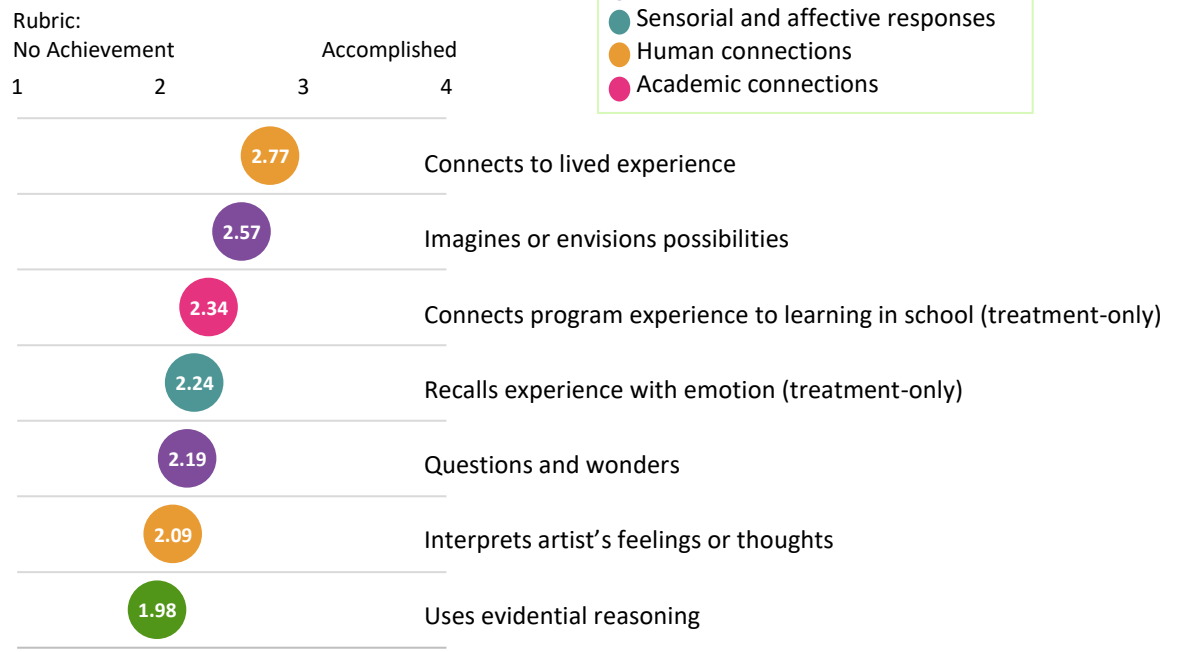 Rubric:
No Achievement Accomplished
1 2 3 4
Sensorial and affective responses
Human connections
Academic connections
2.77 Connects to lived experience
2.57 Imagines or envisions possibilities
2.34 Connects program experience to learning in school (treatment-only)
2.24 Recalls experience with emotion (treatment-only)
2.19 Questions and wonders
2.09 Interprets artist’s feelings or thoughts
1.98 Uses evidential reasoning